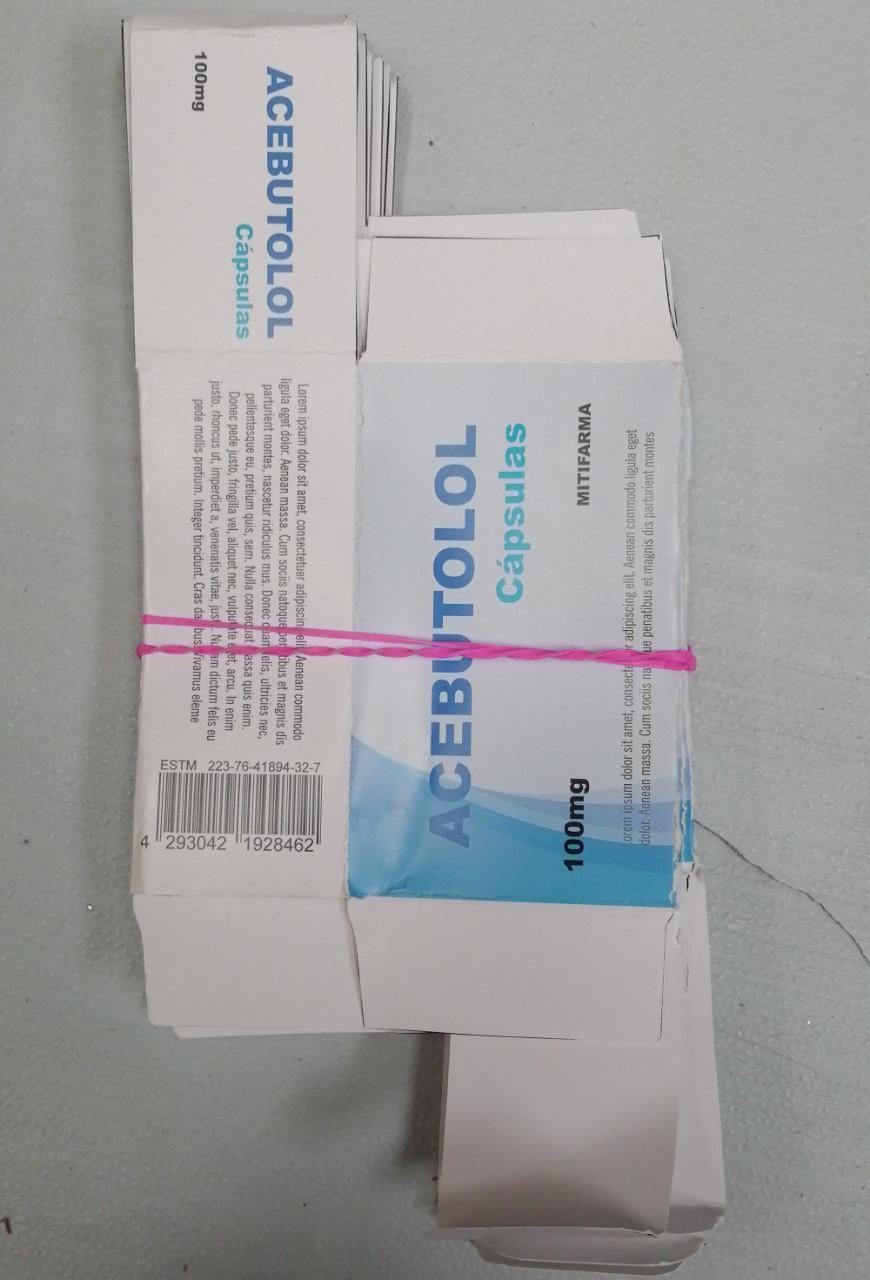 ACEBUTOLOL
Cápsulas
100mg
Lorem ipsum dolor sit amet, consectetuer adipiscing elit. Aenean commodo
ligula eget dolor. Aenean massa. Cum sociis natoque penatibus et magnis dis
parturient montes, nascetur ridiculus mus. Donec quam felis, ultricies nec,
pellentesque eu, pretium quis, sem. Nulla consequat massa quis enim.
Donec pede justo, fringilla vel, aliquet nec, vulputate eget, arcu. In enim
justo, rhoncus ut, imperdiet a, venenatis vitae, justo. Nullam dictum felis eu
pede mollis pretium. Integer tincidunt. Cras dapibus. Vivamus eleme
ESTM 223-76-41894-32-7
4 293042 1928462
ACEBUTOLOL
Cápsulas
100mg
MITIFARMA
orem ipsum dolor sit amet, consectetuer adipiscing elit. Aenean commodo ligula eget
dolor. Aenean massa. Cum sociis natoque penatibus et magnis dis parturient montes